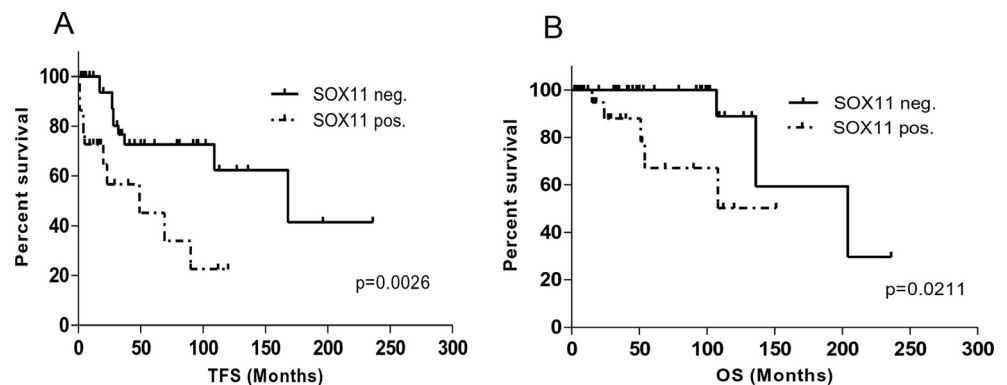 A
Percent survival
100
80
60
40
20
0
SOX11 neg.
SOX11 pos.
p=0.0026
0 50 100 150 200 250 300
TFS (Months)
B
Percent survival
100
80
60
40
20
0
SOX11 neg.
SOX11 pos.
p=0.0211
0 50 100 150 200 250 300
OS (Months)